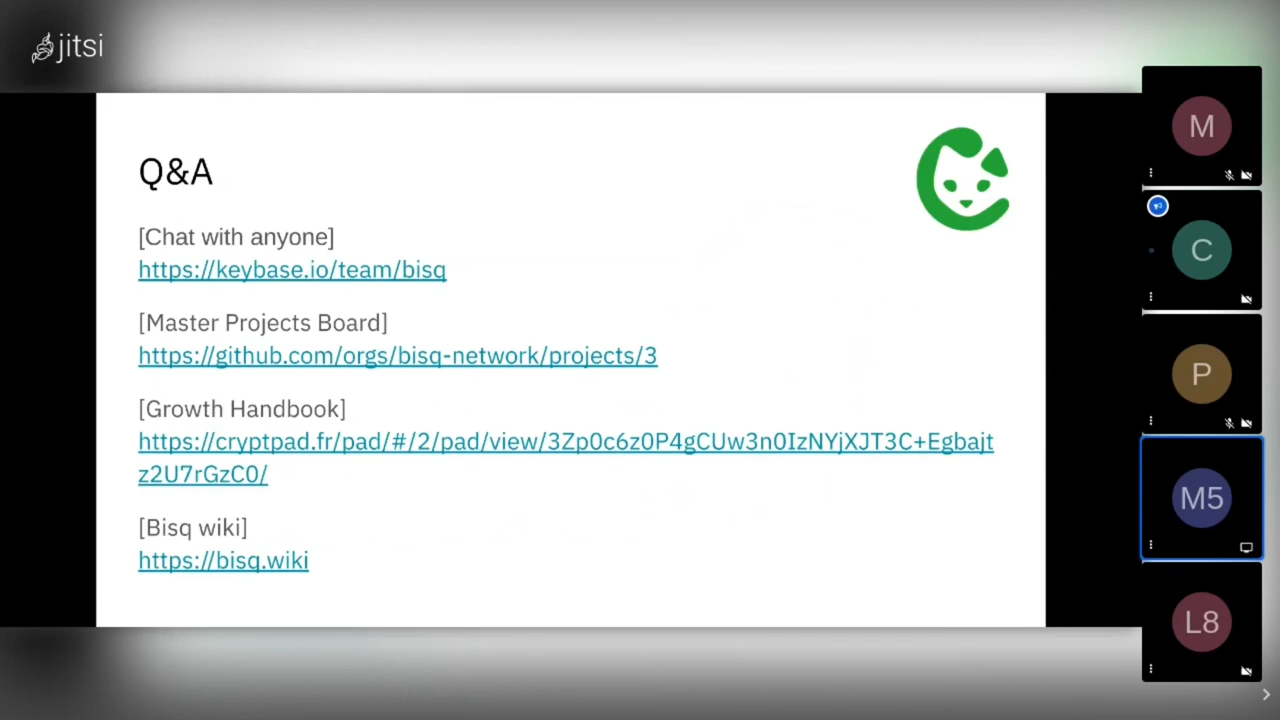 jitsi
Q&A
[Chat with anyone]
https://keybase.io/team/bisq
[Master Projects Board]
https://github.com/orgs/bisq-network/projects/3
[Growth Handbook]
https://cryptpad.fr/pad/#/2/pad/view/3Zp0c6z0P4gCUw3n0IzNYjXJT3C+Egbajt
z2U7rGzC0/
[Bisq wiki]
https://bisq.wiki
M
C
P
M5
L8